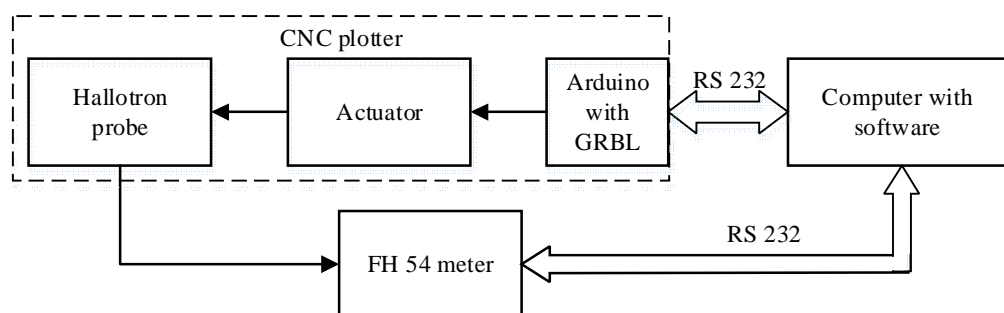 CNC plotter
Hallotron
probe
Actuator
Arduino
with
GRBL
RS 232
Computer with
software
FH 54 meter
RS 232